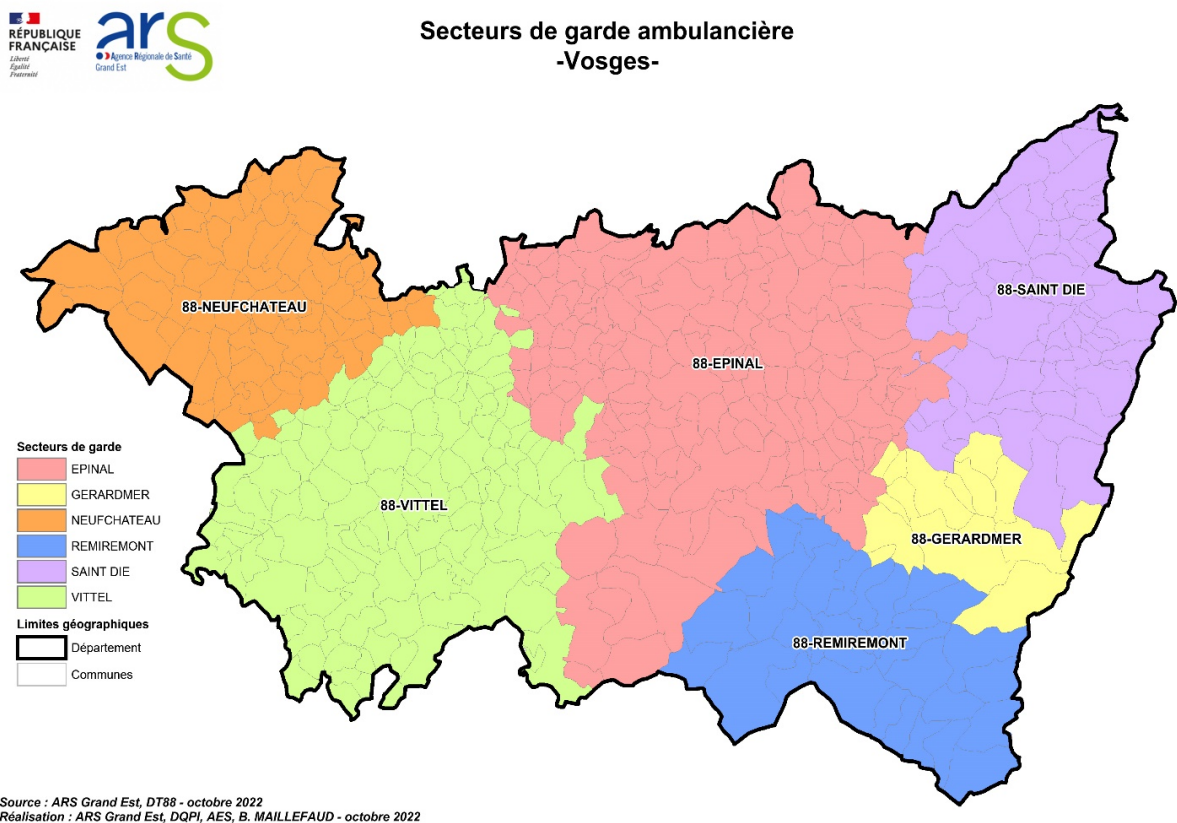 RÉPUBLIQUE
FRANÇAISE
Liberté
Égalité
Fraternité
ars
Agence Régionale de Santé
Grand Est
Secteurs de garde ambulancière
-Vosges-
88-NEUFCHATEAU
88-SAINT DIE
88-EPINAL
88-VITTEL
88-GERARDMER
88-REMIREMONT
Secteurs de garde
EPINAL
GERARDMER
NEUFCHATEAU
REMIREMONT
SAINT DIE
VITTEL
Limites géographiques
Département
Communes
Source : ARS Grand Est, DT88 - octobre 2022
Réalisation : ARS Grand Est, DQPI, AES, B. MAILLEFAUD - octobre 2022